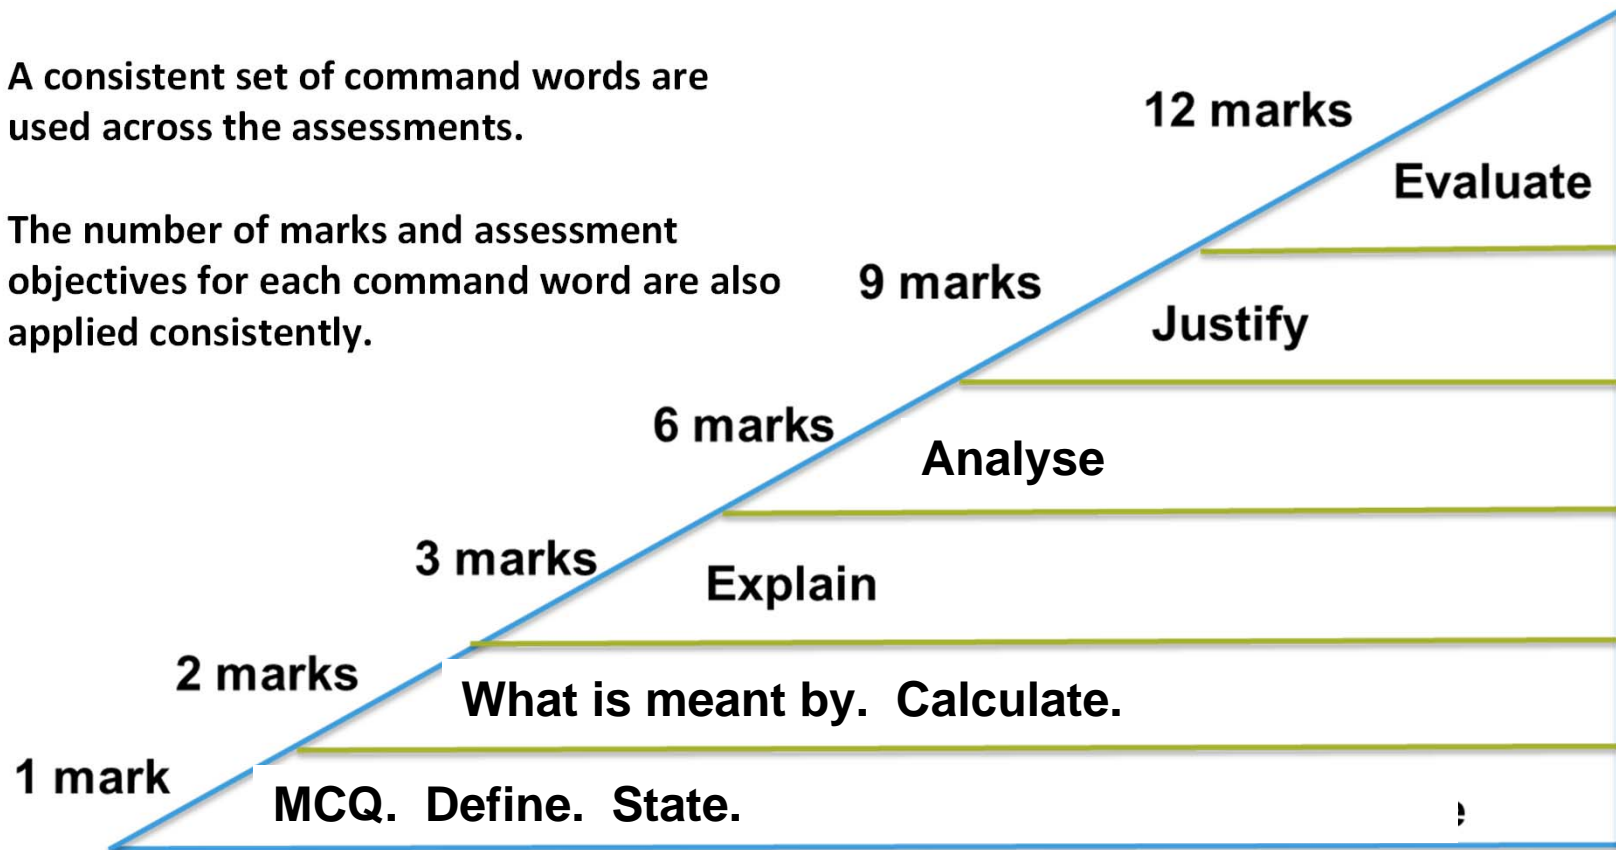 A consistent set of command words are
used across the assessments.
The number of marks and assessment
objectives for each command word are also
applied consistently.
12 marks
Evaluate
9 marks
Justify
6 marks
Analyse
3 marks
Explain
2 marks
What is meant by. Calculate.
1 mark
MCQ. Define. State.